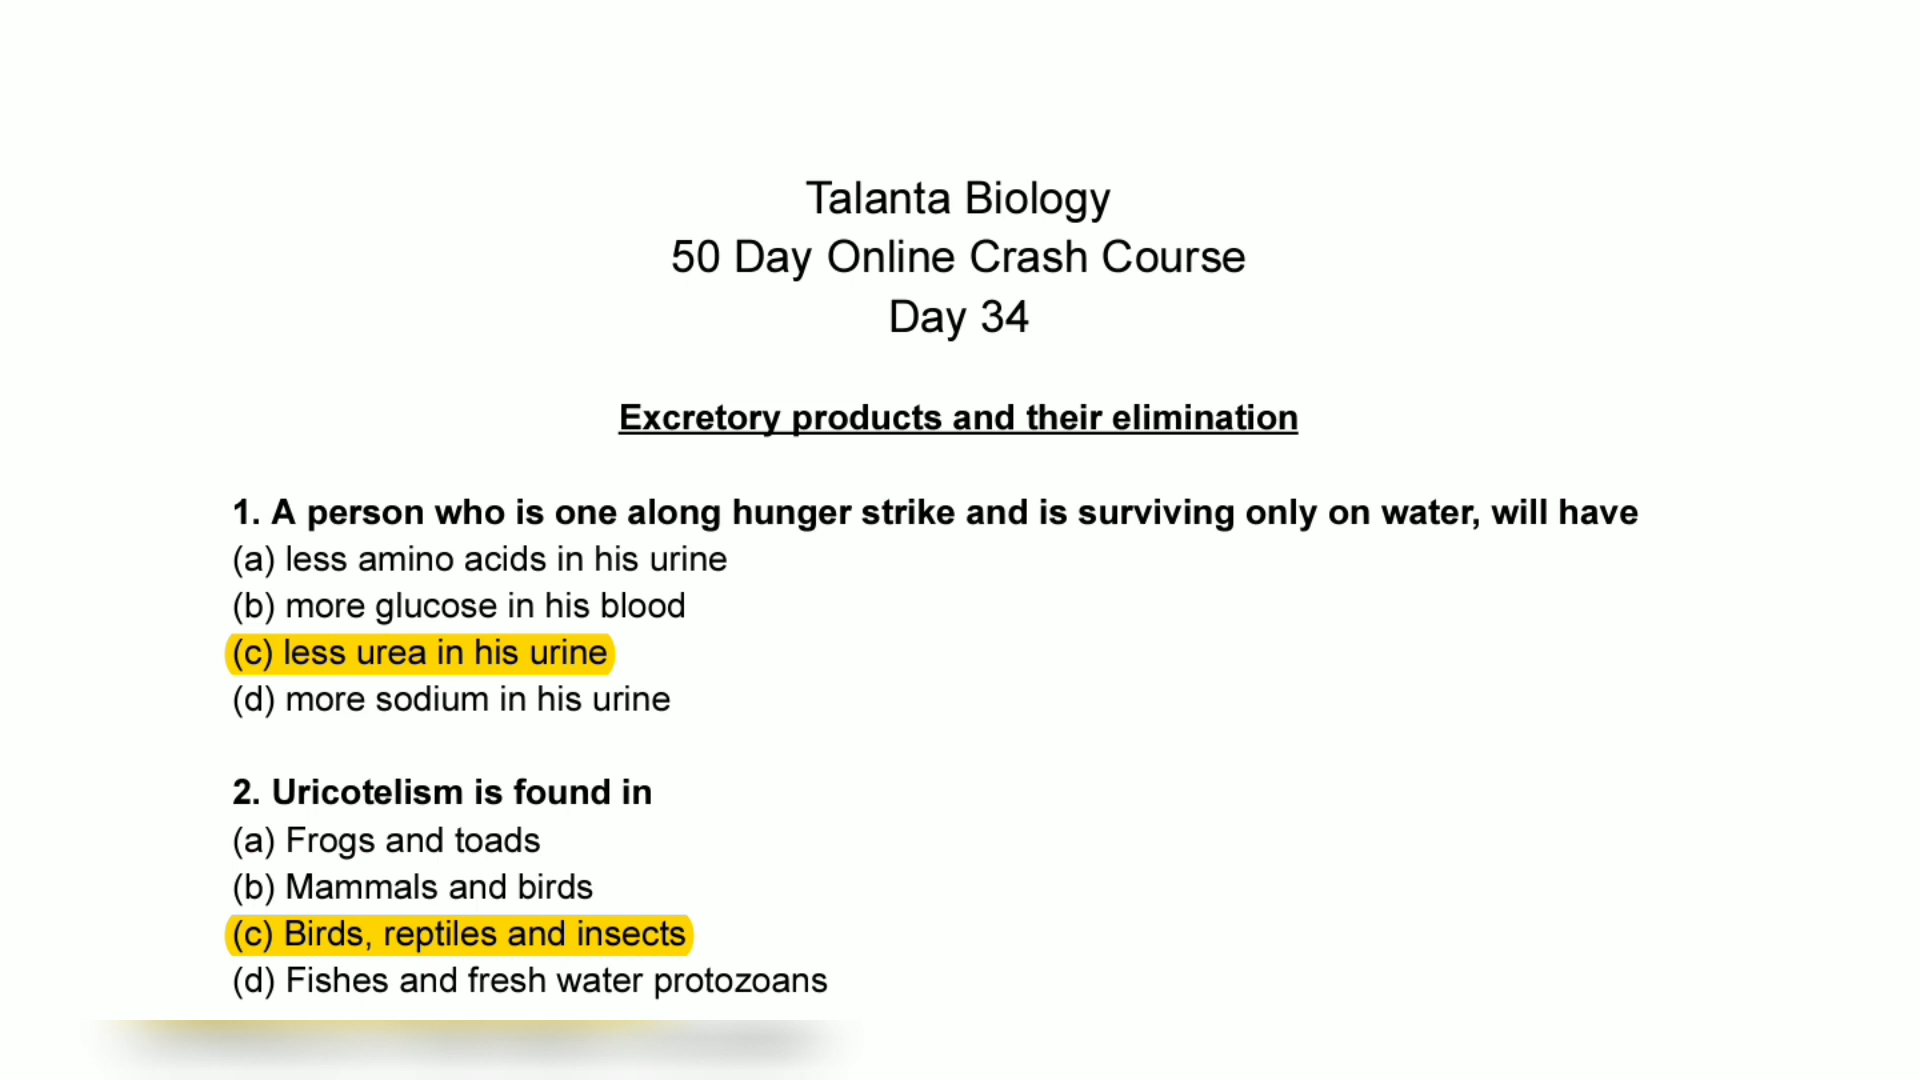 Talanta Biology
50 Day Online Crash Course
Day 34
Excretory products and their elimination
1. A person who is one along hunger strike and is surviving only on water, will have
(a) less amino acids in his urine
(b) more glucose in his blood
(c) less urea in his urine
(d) more sodium in his urine
2. Uricotelism is found in
(a) Frogs and toads
(b) Mammals and birds
(c) Birds, reptiles and insects
(d) Fishes and fresh water protozoans